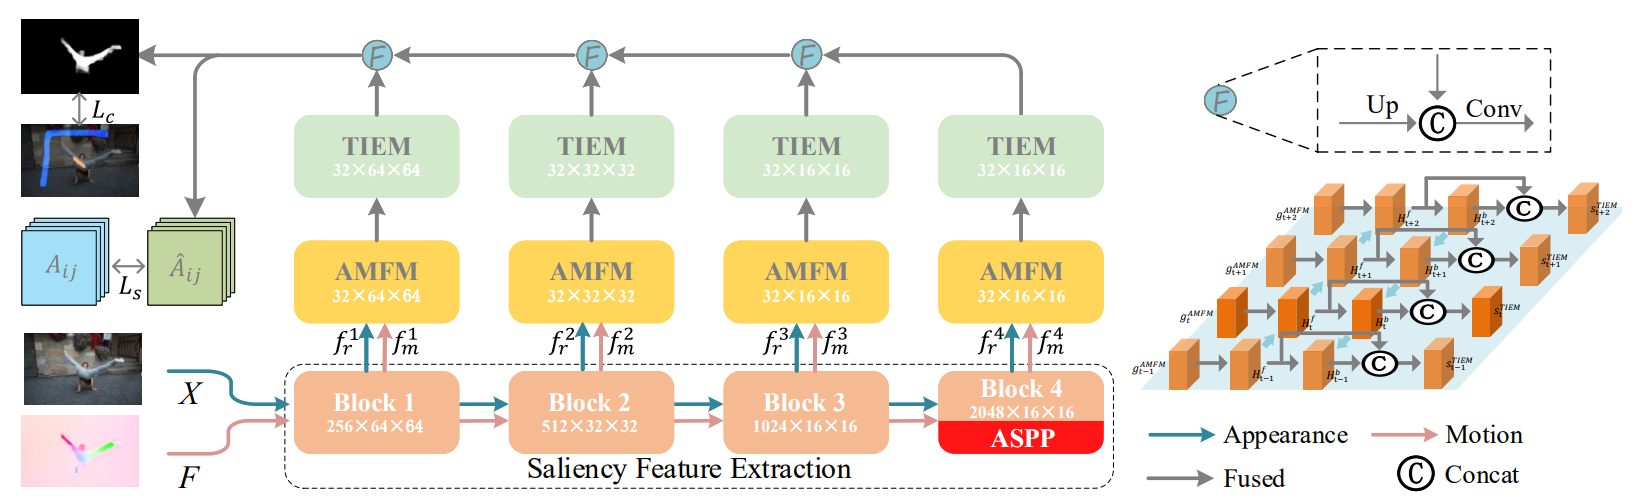 F F F F
L_c
TIEM TIEM TIEM TIEM
32×64×64 32×32×32 32×16×16 32×16×16
Up C Conv
A_{ij} Â_{ij}
L_s
AMFM AMFM AMFM AMFM
32×64×64 32×32×32 32×16×16 32×16×16
f_r^1 f_m^1 f_r^2 f_m^2 f_r^3 f_m^3 f_r^4 f_m^4
X
Block 1 Block 2 Block 3 Block 4
256×64×64 512×32×32 1024×16×16 2048×16×16
ASPP
F
Saliency Feature Extraction
g_{t+2}^{AMFM} H_{t+2}^f H_{t+2}^b C s_{t+2}^{TIEM}
g_{t+1}^{AMFM} H_{t+1}^f H_{t+1}^b C s_{t+1}^{TIEM}
g_t^{AMFM} H_t^f H_t^b C s_t^{TIEM}
g_{t-1}^{AMFM} H_{t-1}^f H_{t-1}^b C s_{t-1}^{TIEM}
Appearance Motion
Fused C Concat